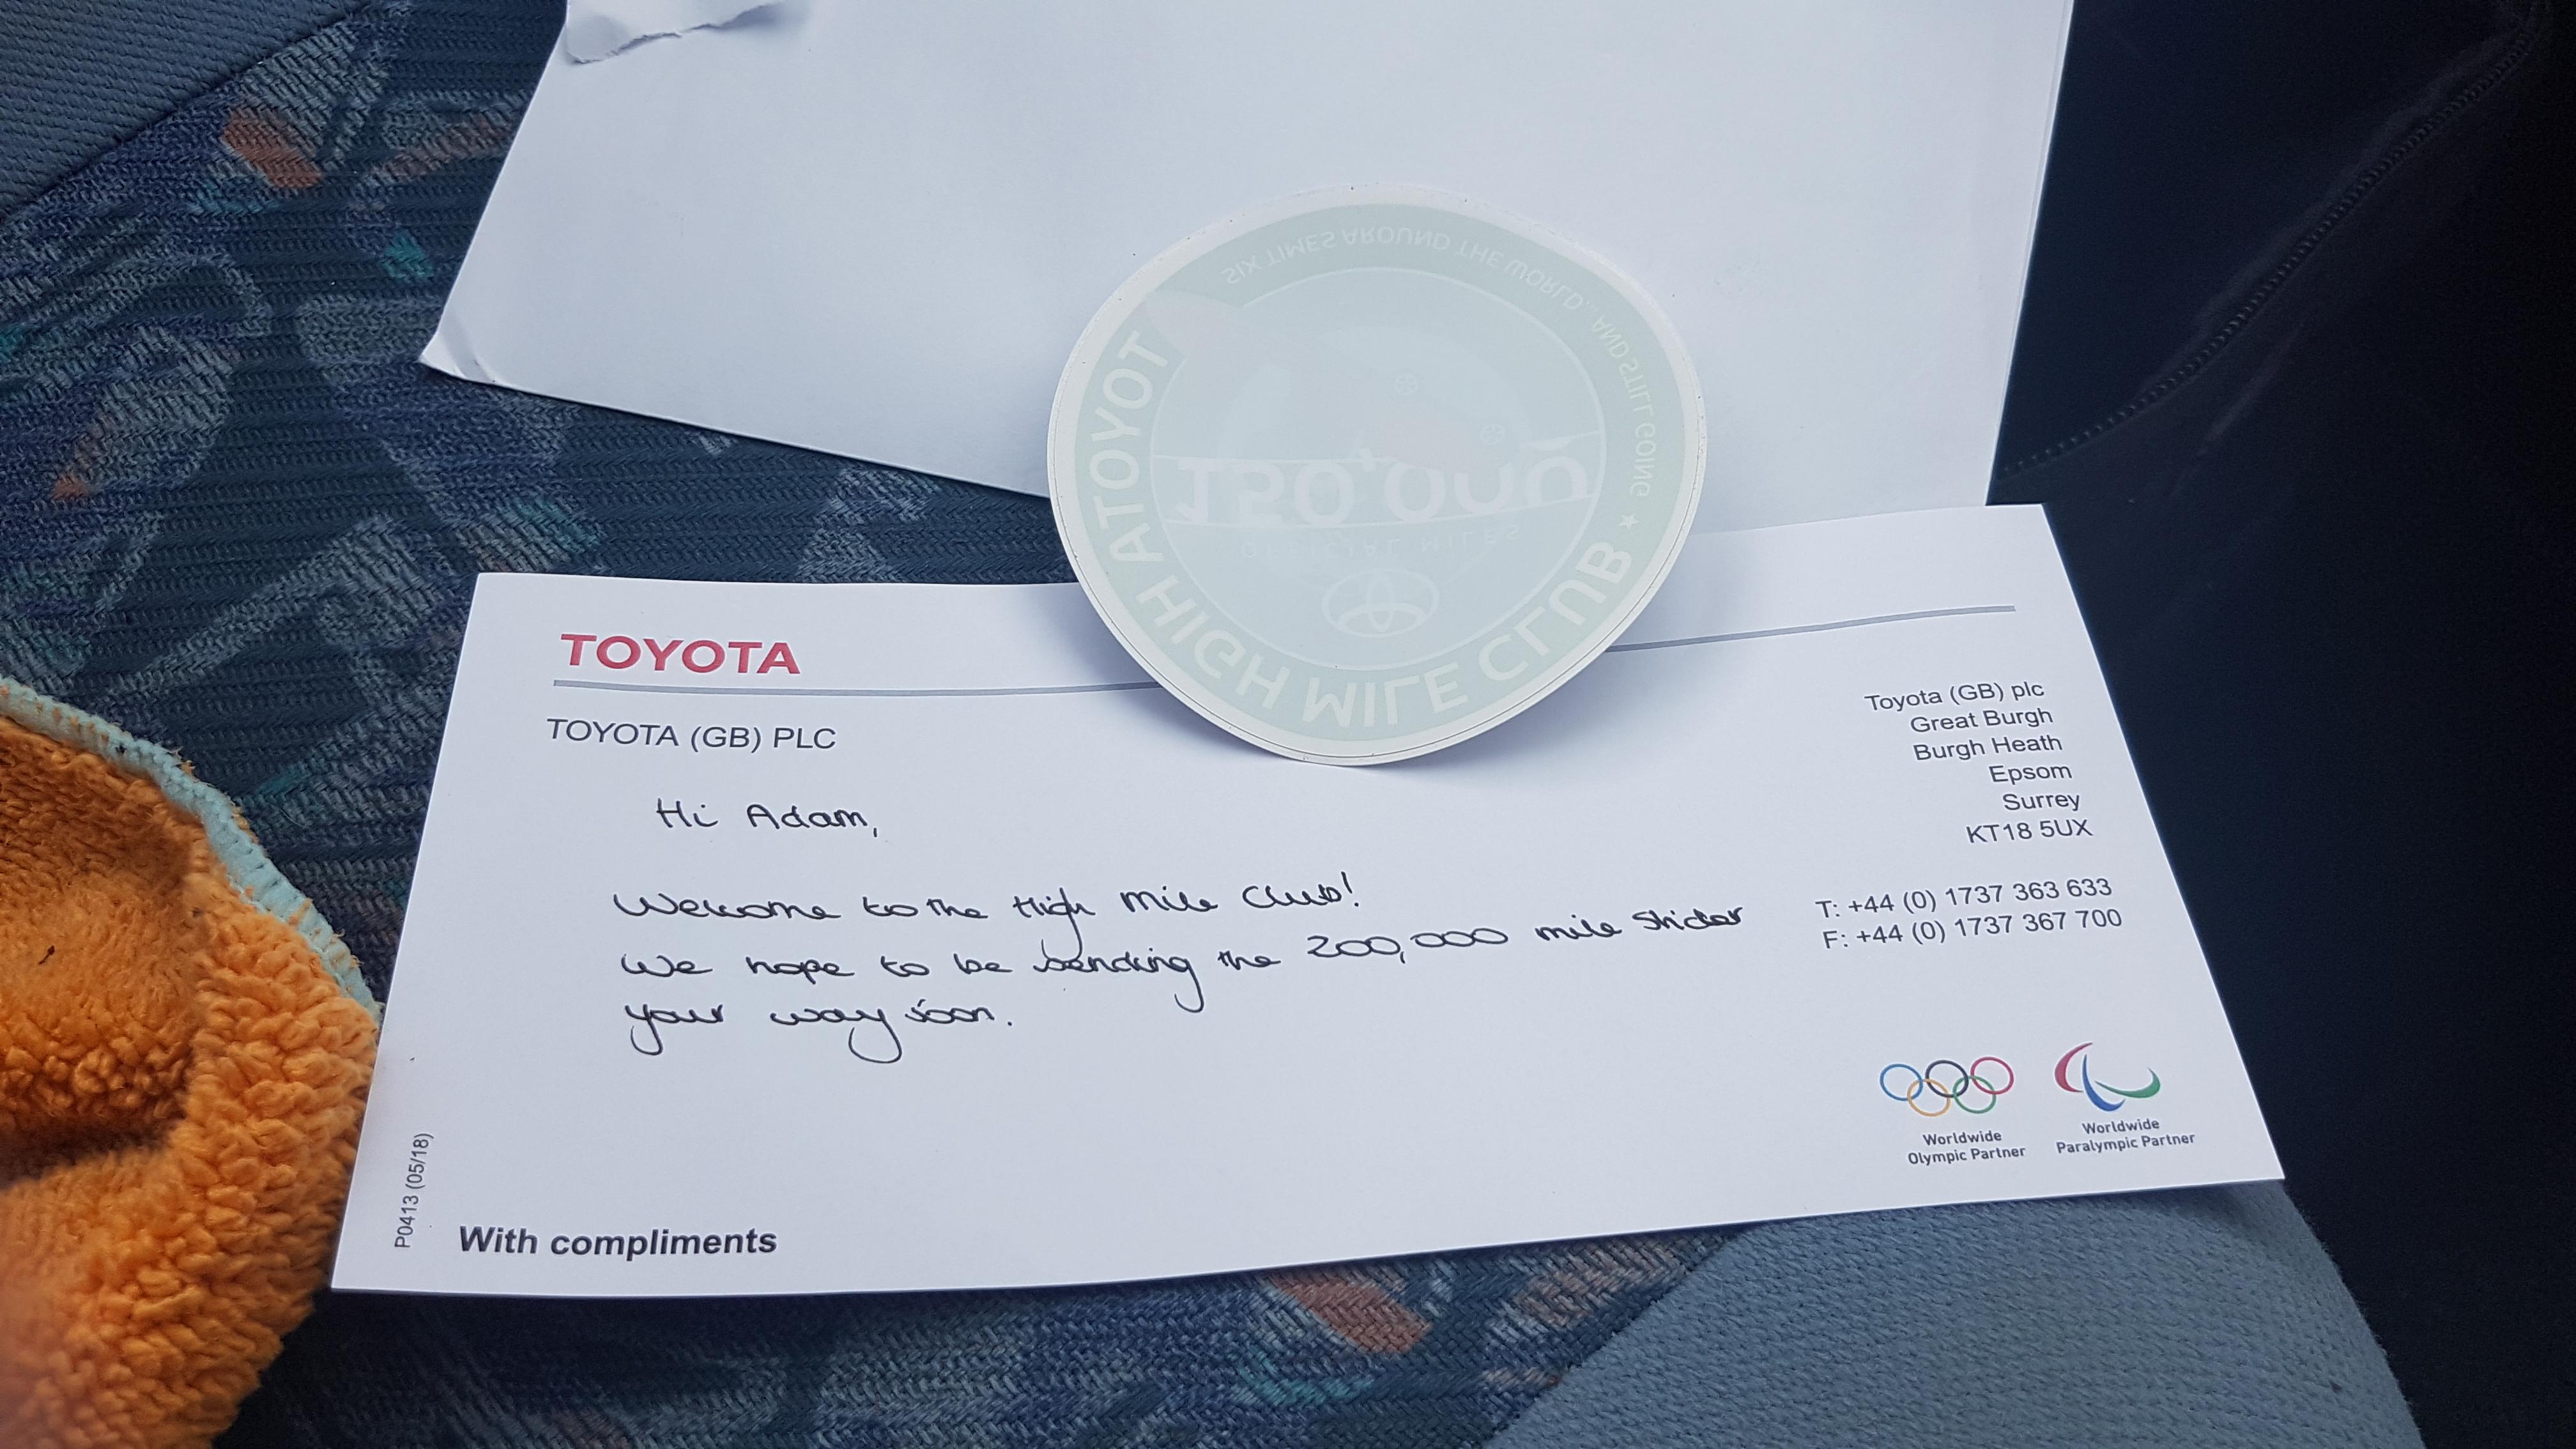 SIX TIMES AROUND THE WORLD... AND STILL GOING
150,000
OFFICIAL MILES
TOYOTA HIGH MILE CLUB ★
TOYOTA
TOYOTA (GB) PLC
Toyota (GB) plc
Great Burgh
Burgh Heath
Epsom
Surrey
KT18 5UX
T: +44 (0) 1737 363 633
F: +44 (0) 1737 367 700
Hi Adam,
Welcome to the High Mile Club!
We hope to be sending the 200,000 mile sticker
your way soon.
Worldwide
Olympic Partner
Worldwide
Paralympic Partner
P0413 (05/18)
With compliments